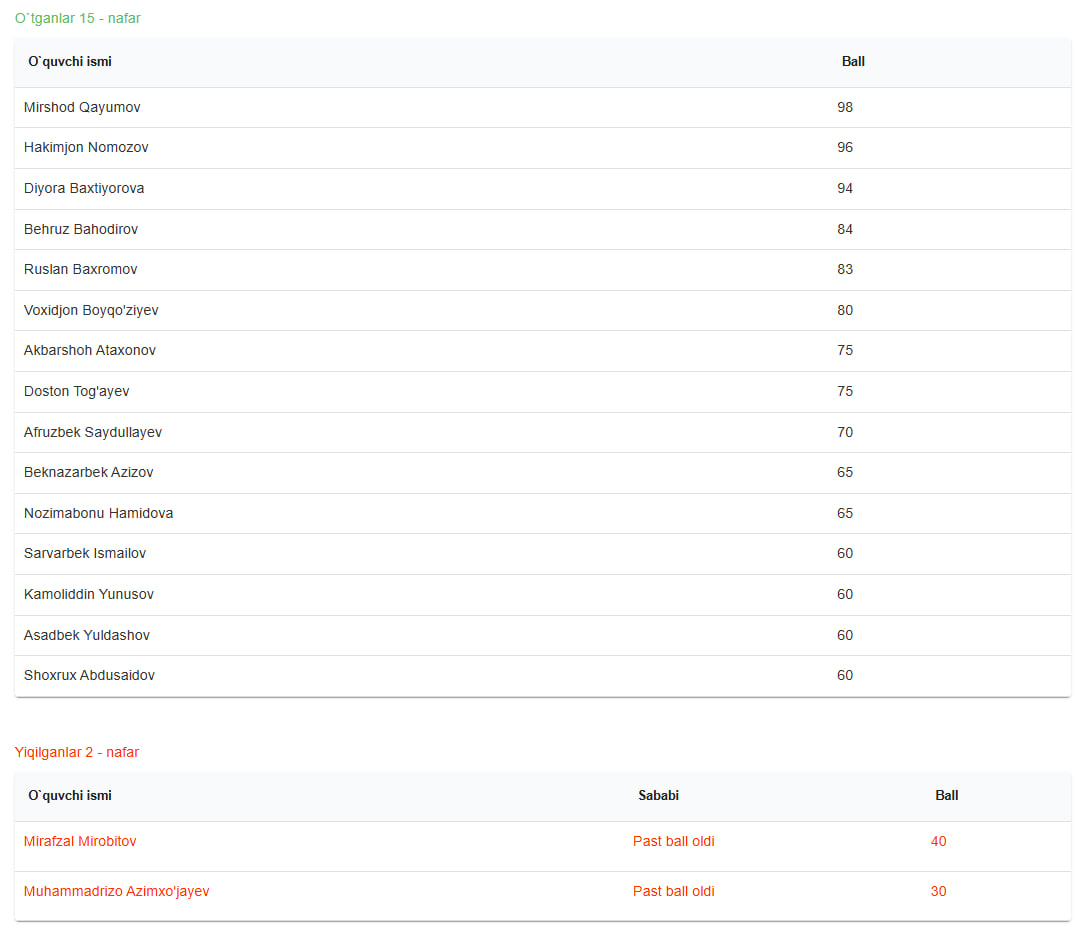 O`tganlar 15 - nafar
O`quvchi ismi Ball
Mirshod Qayumov 98
Hakimjon Nomozov 96
Diyora Baxtiyorova 94
Behruz Bahodirov 84
Ruslan Baxromov 83
Voxidjon Boyqo'ziyev 80
Akbarshoh Ataxonov 75
Doston Tog'ayev 75
Afruzbek Saydullayev 70
Beknazarbek Azizov 65
Nozimabonu Hamidova 65
Sarvarbek Ismailov 60
Kamoliddin Yunusov 60
Asadbek Yuldashov 60
Shoxrux Abdusaidov 60
Yiqilganlar 2 - nafar
O`quvchi ismi Sababi Ball
Mirafzal Mirobitov Past ball oldi 40
Muhammadrizo Azimxo'jayev Past ball oldi 30